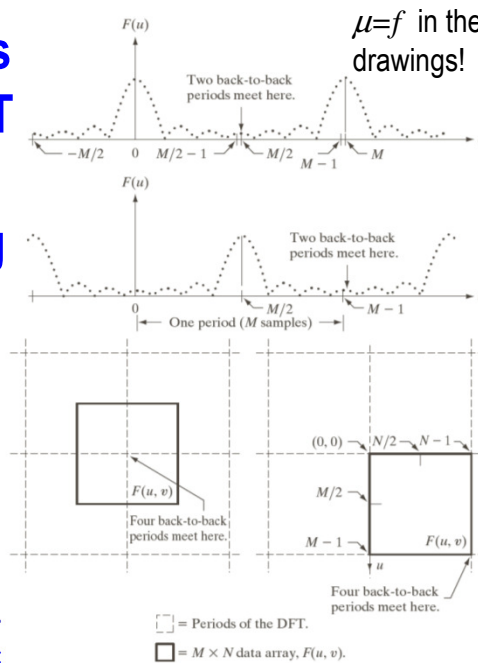 μ=f in the
drawings!
s
T
g
F(u)
Two back-to-back
periods meet here.
−M/2
0
M/2 − 1
M/2
M − 1
M
F(u)
Two back-to-back
periods meet here.
0
M/2
M − 1
One period (M samples)
F(u, v)
Four back-to-back
periods meet here.
(0, 0)
N/2
N − 1
M/2
M − 1
F(u, v)
u
Four back-to-back
periods meet here.
= Periods of the DFT.
= M × N data array, F(u, v).